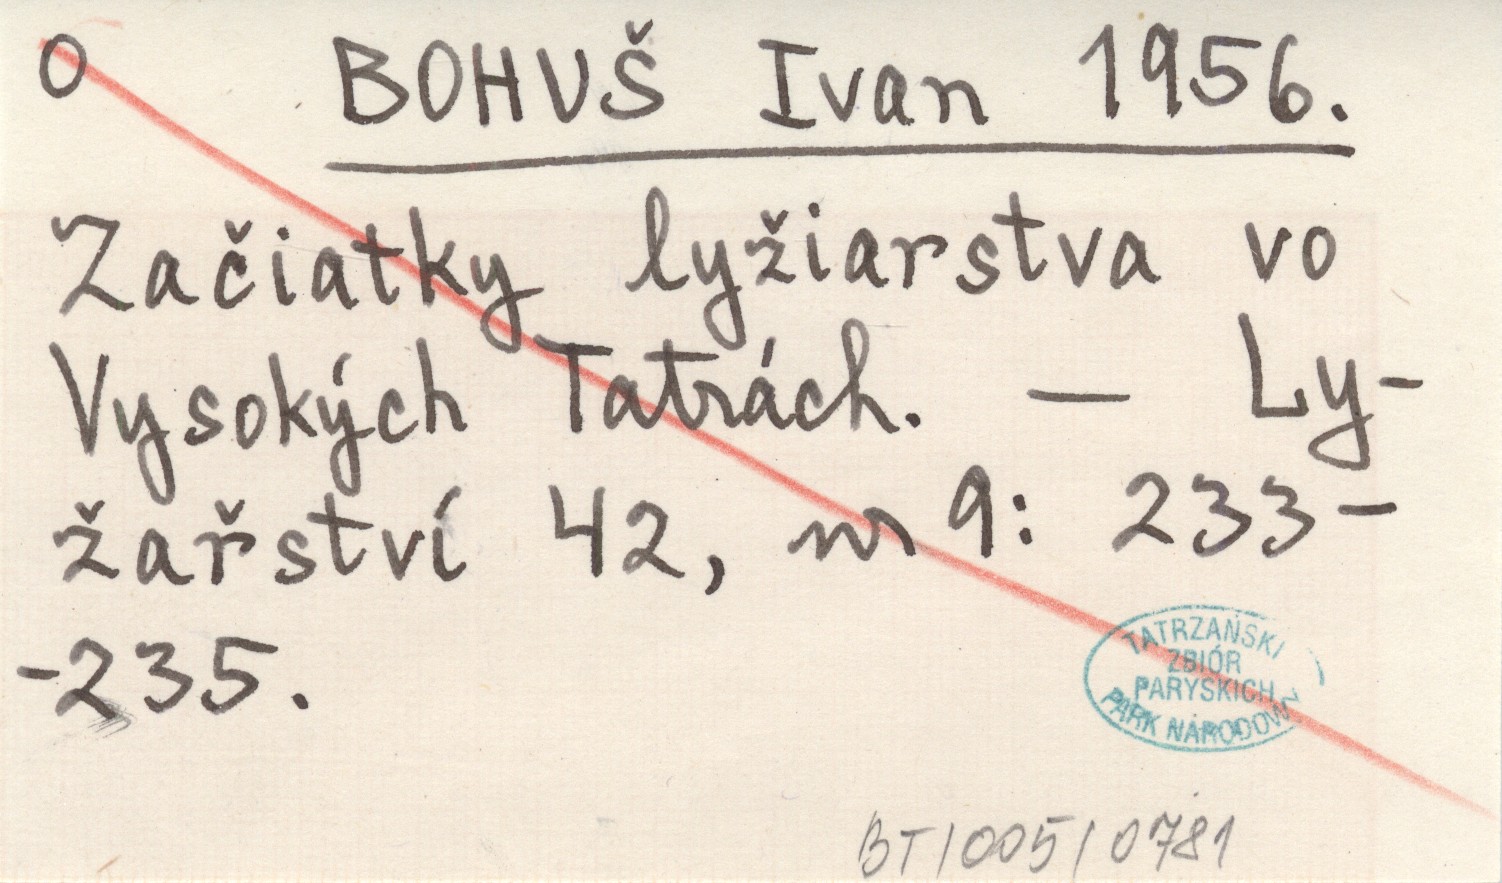 O BOHUŠ Ivan 1956.
Začiatky lyžiarstva vo
Vysokých Tatrách. — Ly-
žařství 42, nr 9: 233-
-235.
TATRZAŃSKI
ZBIÓR
PARYSKICH
PARK NARODOWY
BT/005/0781